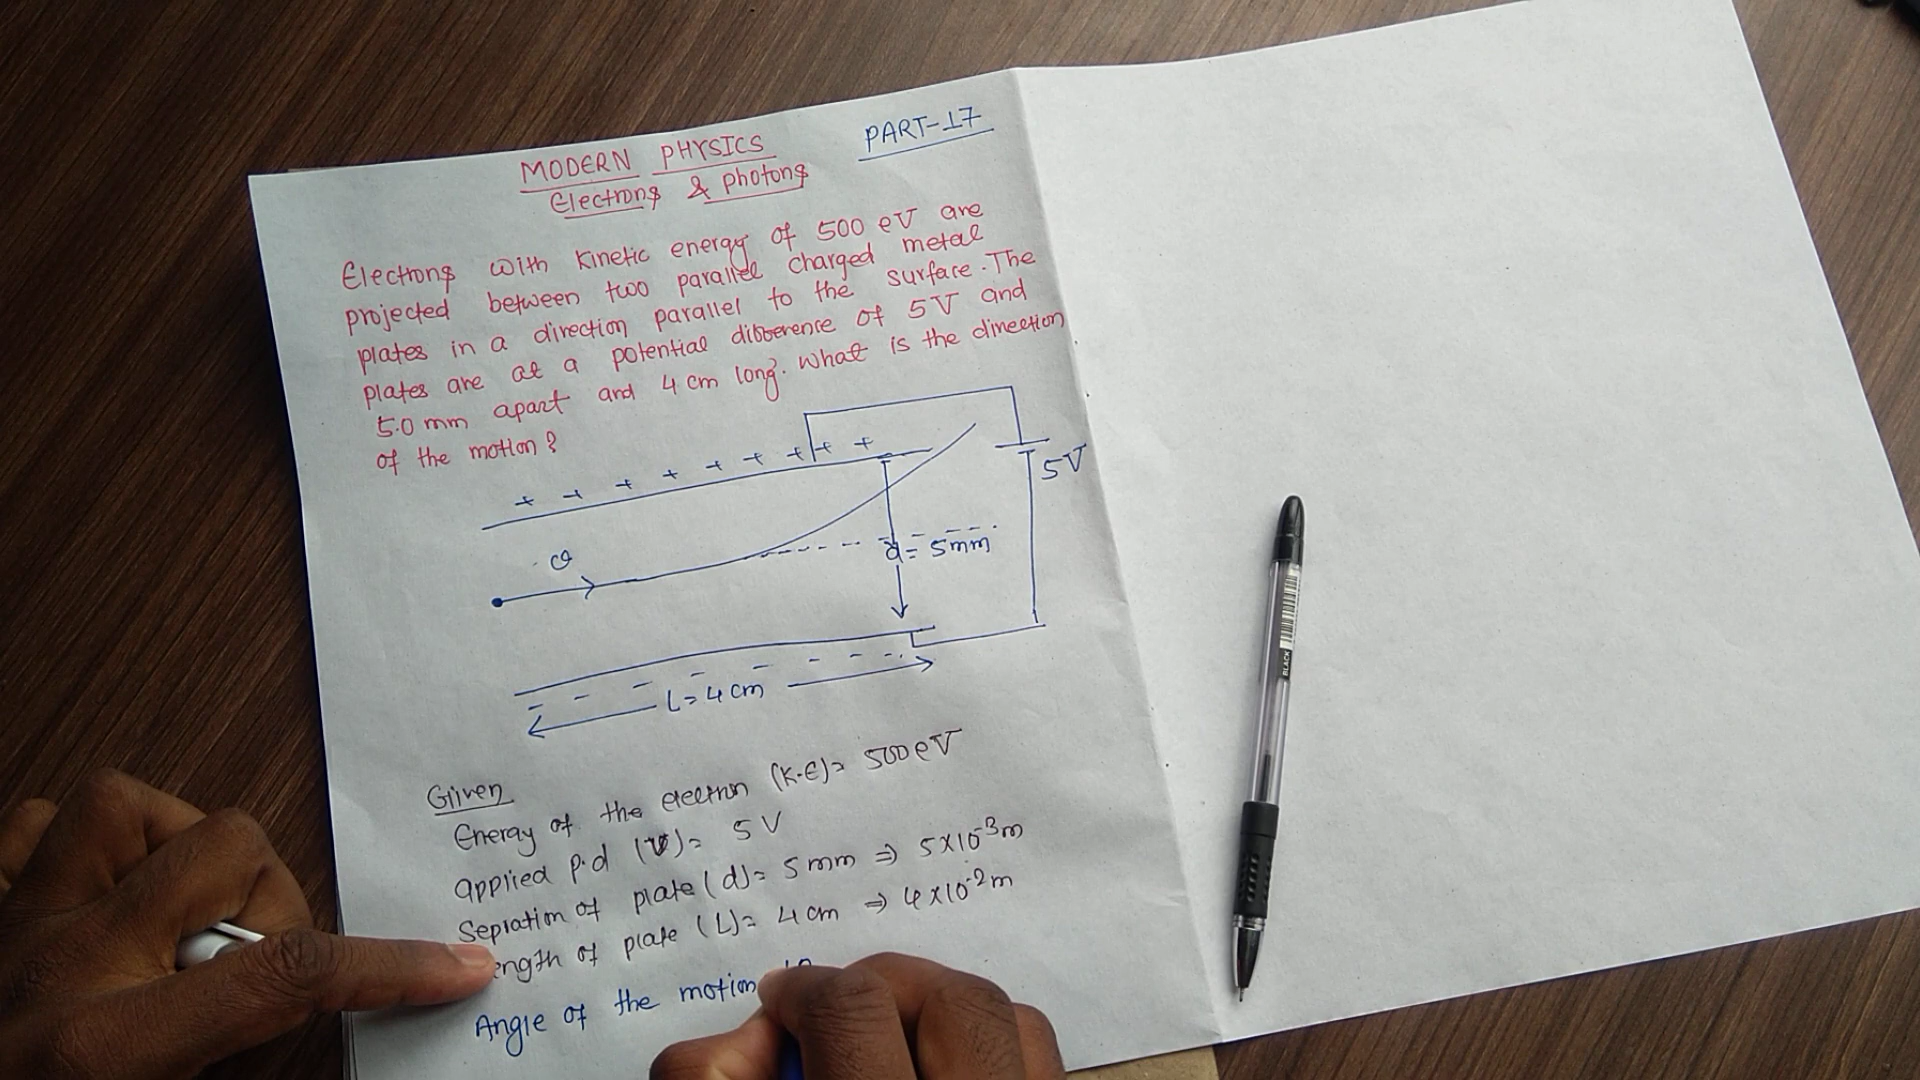 PART-17
MODERN PHYSICS
Electrons & photons
Electrons with Kinetic energy of 500 eV are
projected between two parallel charged metal
plates in a direction parallel to the surface. The
plates are at a potential difference of 5V and
5.0 mm apart and 4 cm long. What is the direction
of the motion?
+ + + + + + + + +
5V
d = 5mm
L = 4 cm
Given
Energy of the electron (K.E) = 500 eV
Applied p.d (V) = 5 V
Sepration of plate (d) = 5 mm ⇒ 5×10⁻³m
length of plate (L) = 4 cm ⇒ 4×10⁻²m
Angle of the motion
BLACK